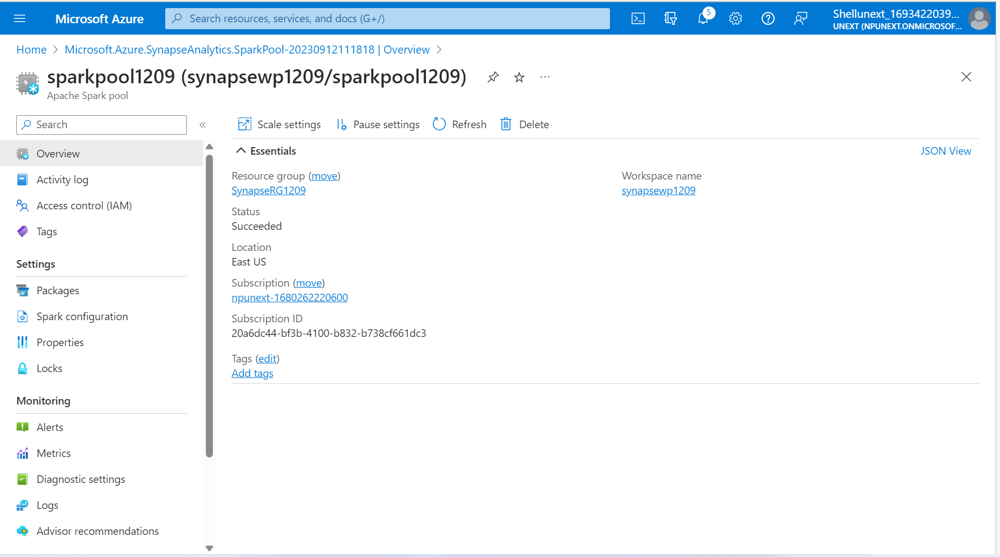 Microsoft Azure
Search resources, services, and docs (G+/)
5
Shellunext_1693422039...
UNEXT (NPUNEXT.ONMICROSOF...
Home > Microsoft.Azure.SynapseAnalytics.SparkPool-20230912111818 | Overview >
sparkpool1209 (synapsewp1209/sparkpool1209)
Apache Spark pool
Search
Overview
Activity log
Access control (IAM)
Tags
Settings
Packages
Spark configuration
Properties
Locks
Monitoring
Alerts
Metrics
Diagnostic settings
Logs
Advisor recommendations
Scale settings Pause settings Refresh Delete
Essentials
JSON View
Resource group (move)
SynapseRG1209
Status
Succeeded
Location
East US
Subscription (move)
npunext-1680262220600
Subscription ID
20a6dc44-bf3b-4100-b832-b738cf661dc3
Tags (edit)
Add tags
Workspace name
synapsewp1209